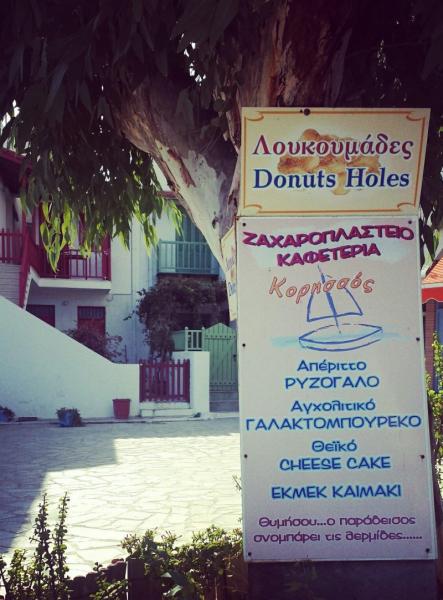 Λουκουμάδες
Donuts Holes
ΖΑΧΑΡΟΠΛΑΣΤΕΙΟ
ΚΑΦΕΤΕΡΙΑ
Κορησσός
Απέριττο
ΡΥΖΟΓΑΛΟ
Αγχολιτικό
ΓΑΛΑΚΤΟΜΠΟΥΡΕΚΟ
Θεϊκό
CHEESE CAKE
ΕΚΜΕΚ ΚΑΙΜΑΚΙ
Θυμήσου...ο παράδεισος
σνομπάρει τις θερμίδες......